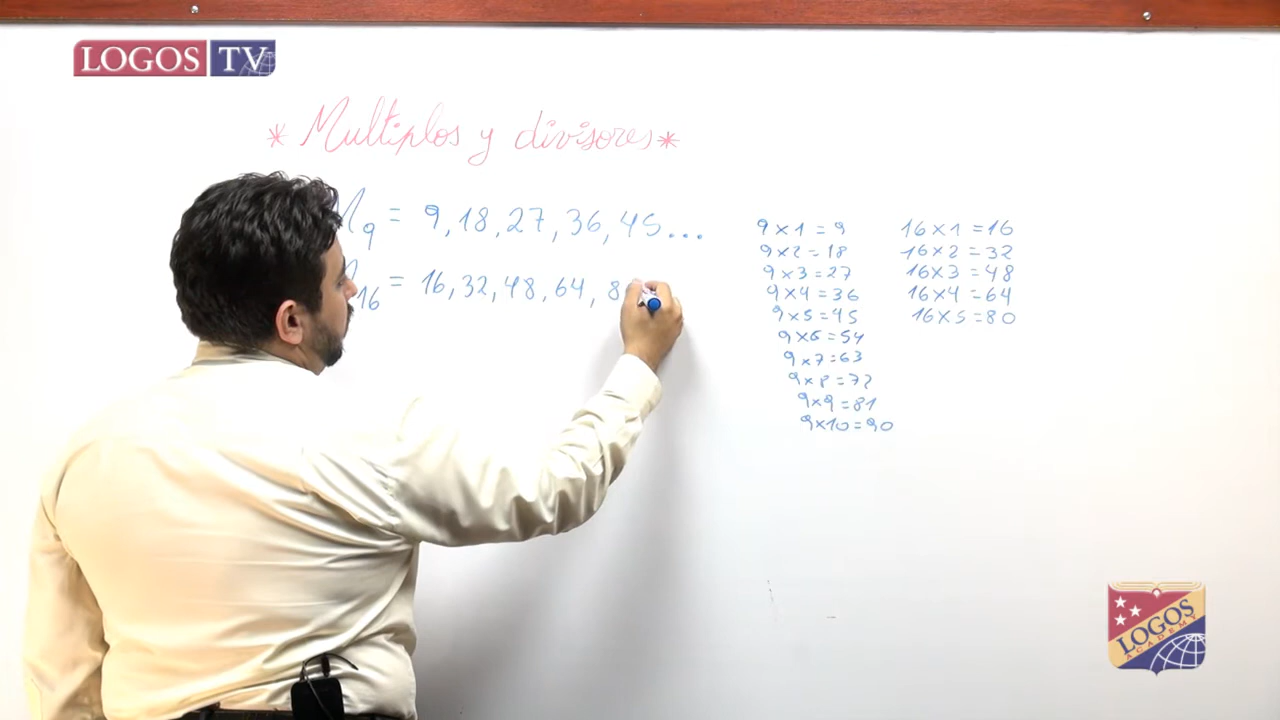 LOGOS TV
* Multiplos y divisores *
M9 = 9, 18, 27, 36, 45...
16 = 16, 32, 48, 64, 8
9 x 1 = 9
9 x 2 = 18
9 x 3 = 27
9 x 4 = 36
9 x 5 = 45
9 x 6 = 54
9 x 7 = 63
9 x 8 = 72
9 x 9 = 81
9 x 10 = 90
16 x 1 = 16
16 x 2 = 32
16 x 3 = 48
16 x 4 = 64
16 x 5 = 80
LOGOS
ACADEMY